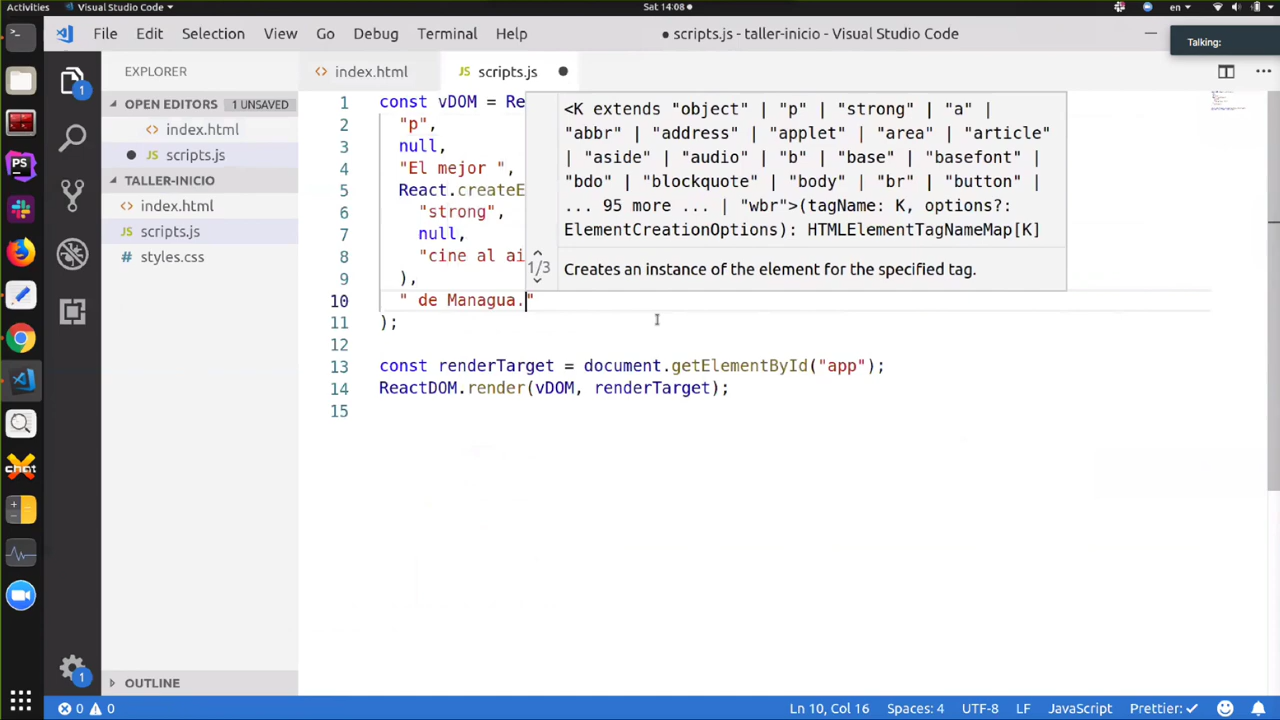 Activities Visual Studio Code Sat 14:08 en
File Edit Selection View Go Debug Terminal Help ● scripts.js - taller-inicio - Visual Studio Code
Talking:
EXPLORER
<> index.html JS scripts.js
OPEN EDITORS 1 UNSAVED
<> index.html
JS scripts.js
TALLER-INICIO
<> index.html
JS scripts.js
styles.css
OUTLINE
1
1
PS
chat
1 const vDOM = Re
2 "p",
3 null,
4 "El mejor ",
5 React.createE
6 "strong",
7 null,
8 "cine al ai
9 ),
10 " de Managua."
11 );
12
13 const renderTarget = document.getElementById("app");
14 ReactDOM.render(vDOM, renderTarget);
15
<K extends "object" | "p" | "strong" | "a" |
"abbr" | "address" | "applet" | "area" | "article"
| "aside" | "audio" | "b" | "base" | "basefont" |
"bdo" | "blockquote" | "body" | "br" | "button" |
... 95 more ... | "wbr">(tagName: K, options?:
ElementCreationOptions): HTMLElementTagNameMap[K]
1/3 Creates an instance of the element for the specified tag.
0 0 Ln 10, Col 16 Spaces: 4 UTF-8 LF JavaScript Prettier: ✓